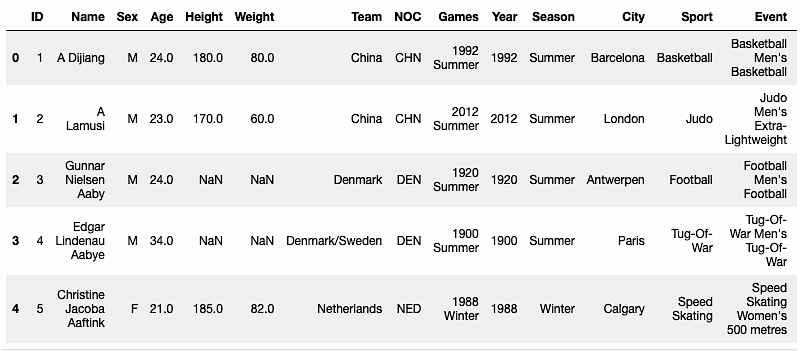 ID Name Sex Age Height Weight Team NOC Games Year Season City Sport Event
0 1 A Dijiang M 24.0 180.0 80.0 China CHN 1992 Summer 1992 Summer Barcelona Basketball Basketball Men's Basketball
1 2 A Lamusi M 23.0 170.0 60.0 China CHN 2012 Summer 2012 Summer London Judo Judo Men's Extra-Lightweight
2 3 Gunnar Nielsen Aaby M 24.0 NaN NaN Denmark DEN 1920 Summer 1920 Summer Antwerpen Football Football Men's Football
3 4 Edgar Lindenau Aabye M 34.0 NaN NaN Denmark/Sweden DEN 1900 Summer 1900 Summer Paris Tug-Of-War Tug-Of-War Men's Tug-Of-War
4 5 Christine Jacoba Aaftink F 21.0 185.0 82.0 Netherlands NED 1988 Winter 1988 Winter Calgary Speed Skating Speed Skating Women's 500 metres